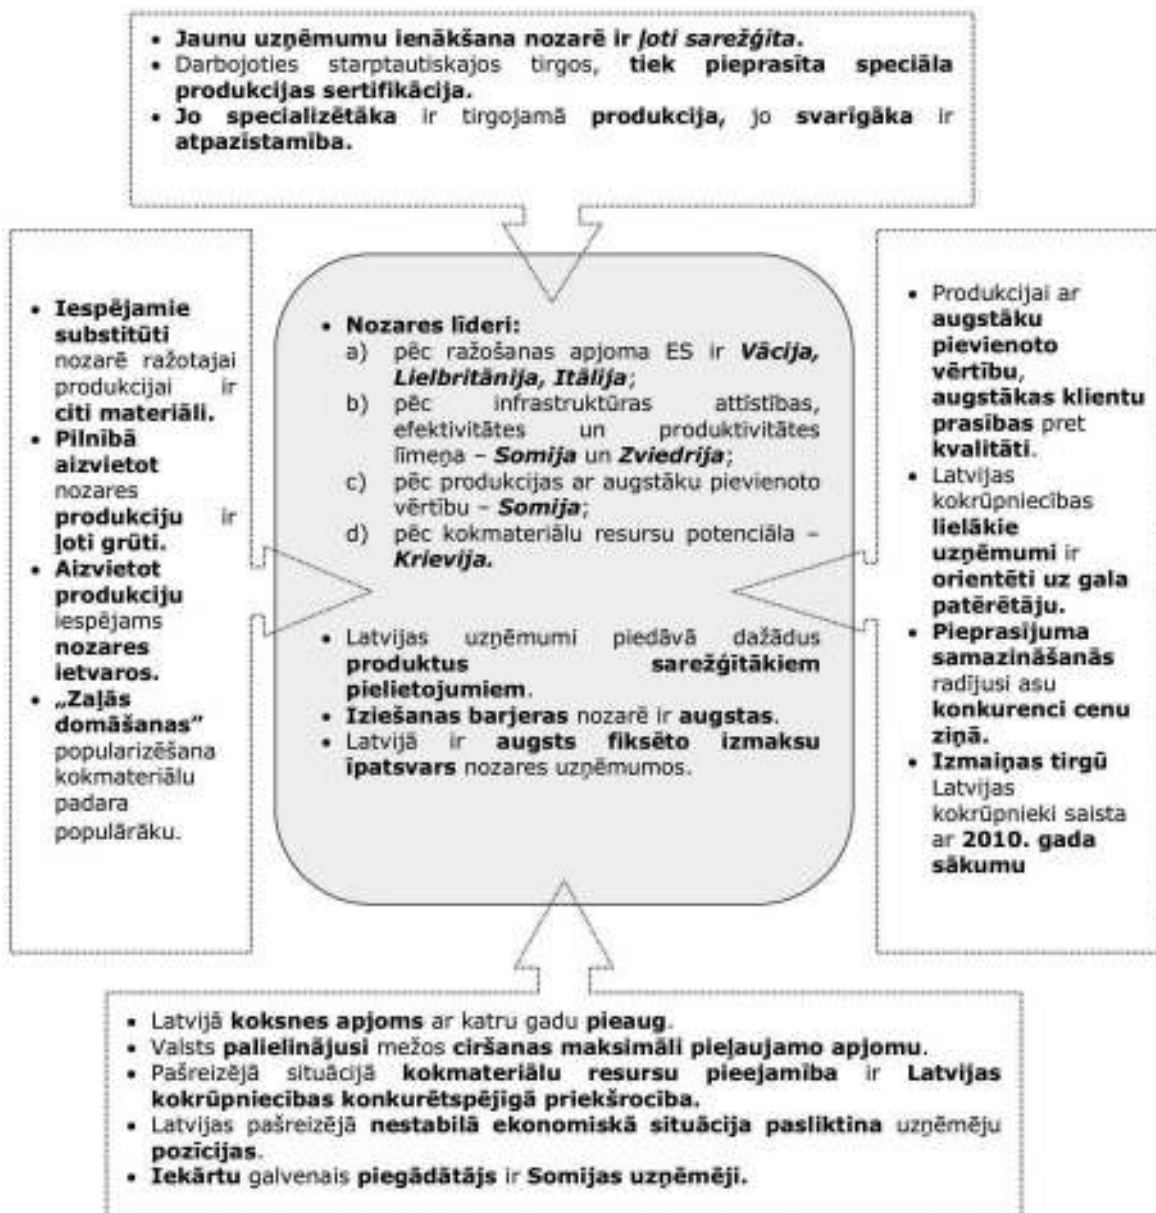 • Jaunu uzņēmumu ienākšana nozarē ir ļoti sarežģīta.
• Darbojoties starptautiskajos tirgos, tiek pieprasīta speciāla
produkcijas sertifikācija.
• Jo specializētāka ir tirgojamā produkcija, jo svarīgāka ir
atpazīstamība.
• Iespējamie
substitūti
nozarē ražotajai
produkcijai ir
citi materiāli.
• Pilnībā
aizvietot
nozares
produkciju ir
ļoti grūti.
• Aizvietot
produkciju
iespējams
nozares
ietvaros.
• „Zaļās
domāšanas”
popularizēšana
kokmateriālu
padara
populārāku.
• Nozares līderi:
a) pēc ražošanas apjoma ES ir Vācija,
Lielbritānija, Itālija;
b) pēc infrastruktūras attīstības,
efektivitātes un produktivitātes
līmeņa – Somija un Zviedrija;
c) pēc produkcijas ar augstāku pievienoto
vērtību – Somija;
d) pēc kokmateriālu resursu potenciāla –
Krievija.
• Latvijas uzņēmumi piedāvā dažādus
produktus sarežģītākiem
pielietojumiem.
• Iziešanas barjeras nozarē ir augstas.
• Latvijā ir augsts fiksēto izmaksu
īpatsvars nozares uzņēmumos.
• Produkcijai ar
augstāku
pievienoto
vērtību,
augstākas klientu
prasības pret
kvalitāti.
• Latvijas
kokrūpniecības
lielākie
uzņēmumi ir
orientēti uz gala
patērētāju.
• Pieprasījuma
samazināšanās
radījusi asu
konkurenci cenu
ziņā.
• Izmaiņas tirgū
Latvijas
kokrūpnieki saista
ar 2010. gada
sākumu
• Latvijā koksnes apjoms ar katru gadu pieaug.
• Valsts palielinājusi mežos ciršanas maksimāli pieļaujamo apjomu.
• Pašreizējā situācijā kokmateriālu resursu pieejamība ir Latvijas
kokrūpniecības konkurētspējīgā priekšrocība.
• Latvijas pašreizējā nestabilā ekonomiskā situācija pasliktina uzņēmēju
pozīcijas.
• Iekārtu galvenais piegādātājs ir Somijas uzņēmēji.